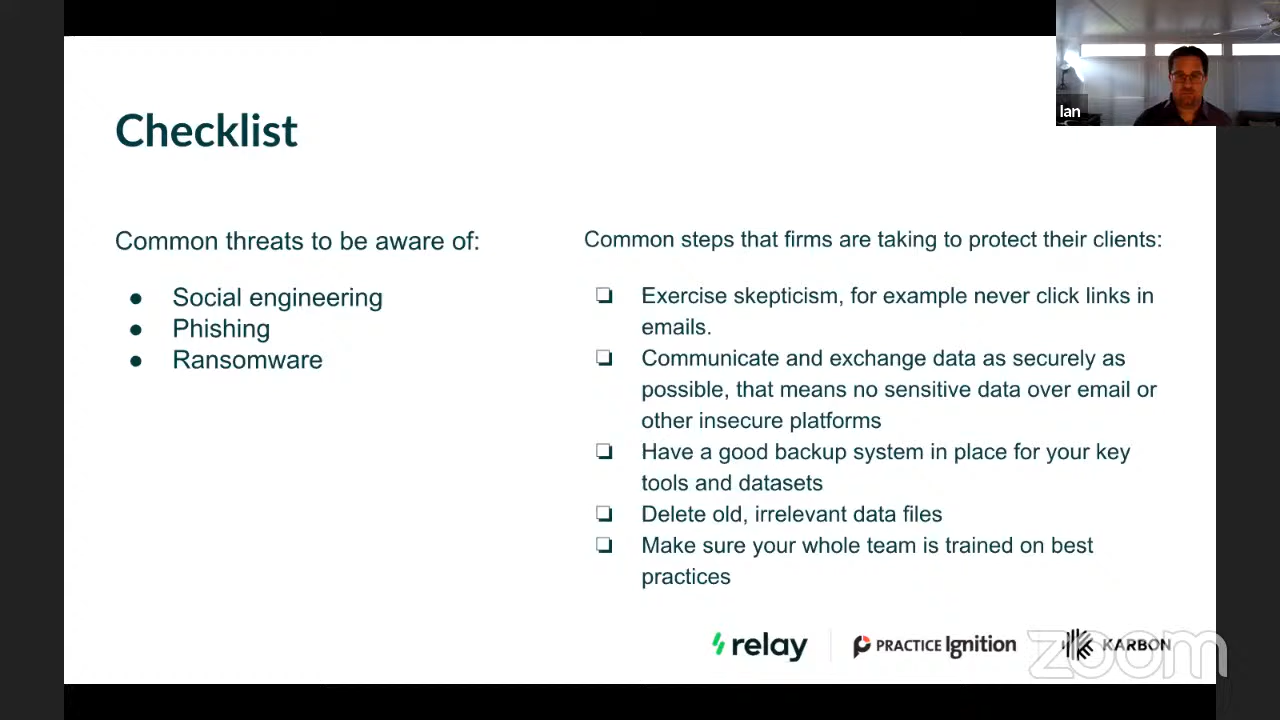 Ian
Checklist
Common threats to be aware of:
● Social engineering
● Phishing
● Ransomware
Common steps that firms are taking to protect their clients:
❏ Exercise skepticism, for example never click links in
emails.
❏ Communicate and exchange data as securely as
possible, that means no sensitive data over email or
other insecure platforms
❏ Have a good backup system in place for your key
tools and datasets
❏ Delete old, irrelevant data files
❏ Make sure your whole team is trained on best
practices
relay
PRACTICE Ignition
KARBON
zoom